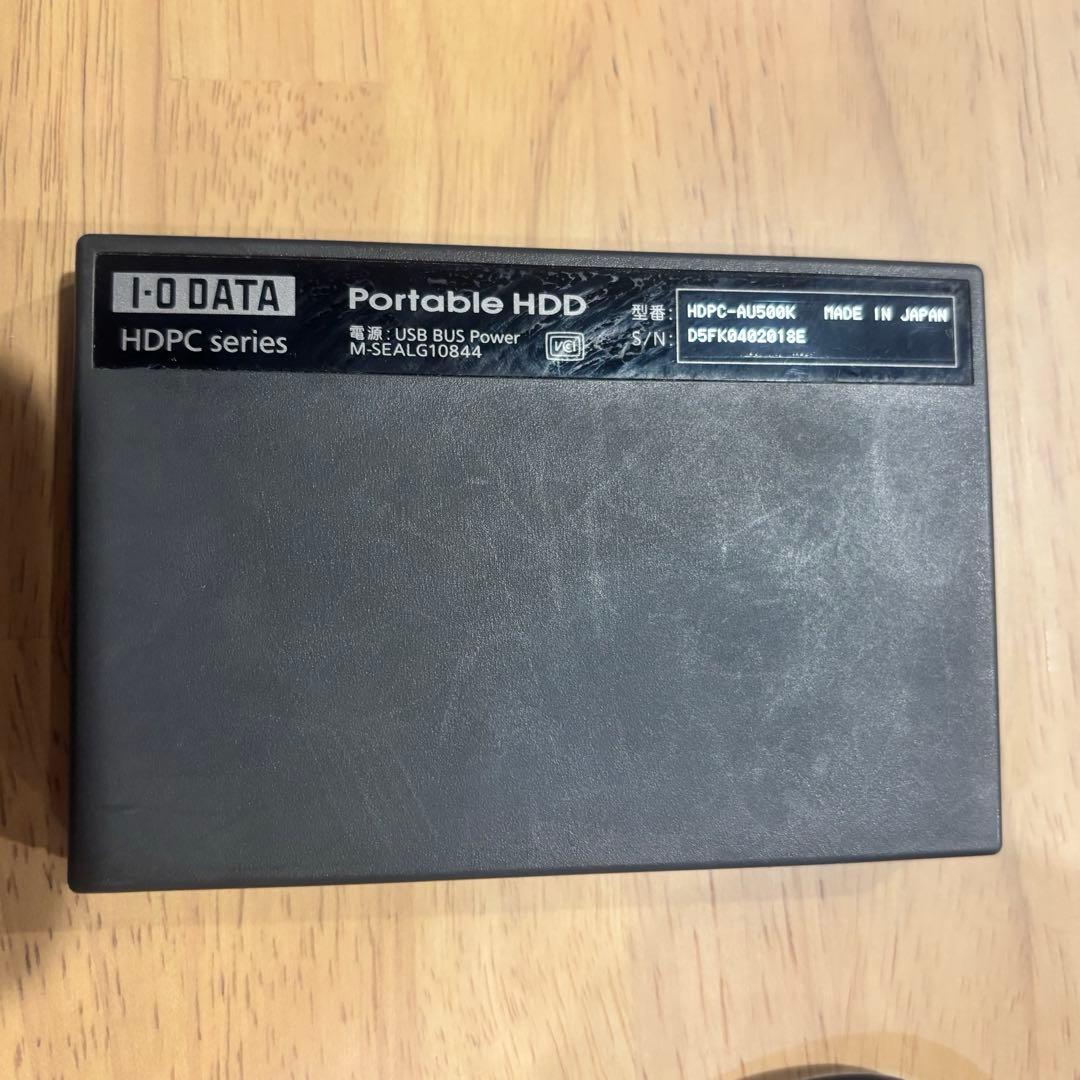 I-O DATA
HDPC series
Portable HDD
電源：USB BUS Power
M-SEALG10844
VCI
型番：HDPC-AU500K MADE IN JAPAN
S/N：D5FK0402018E